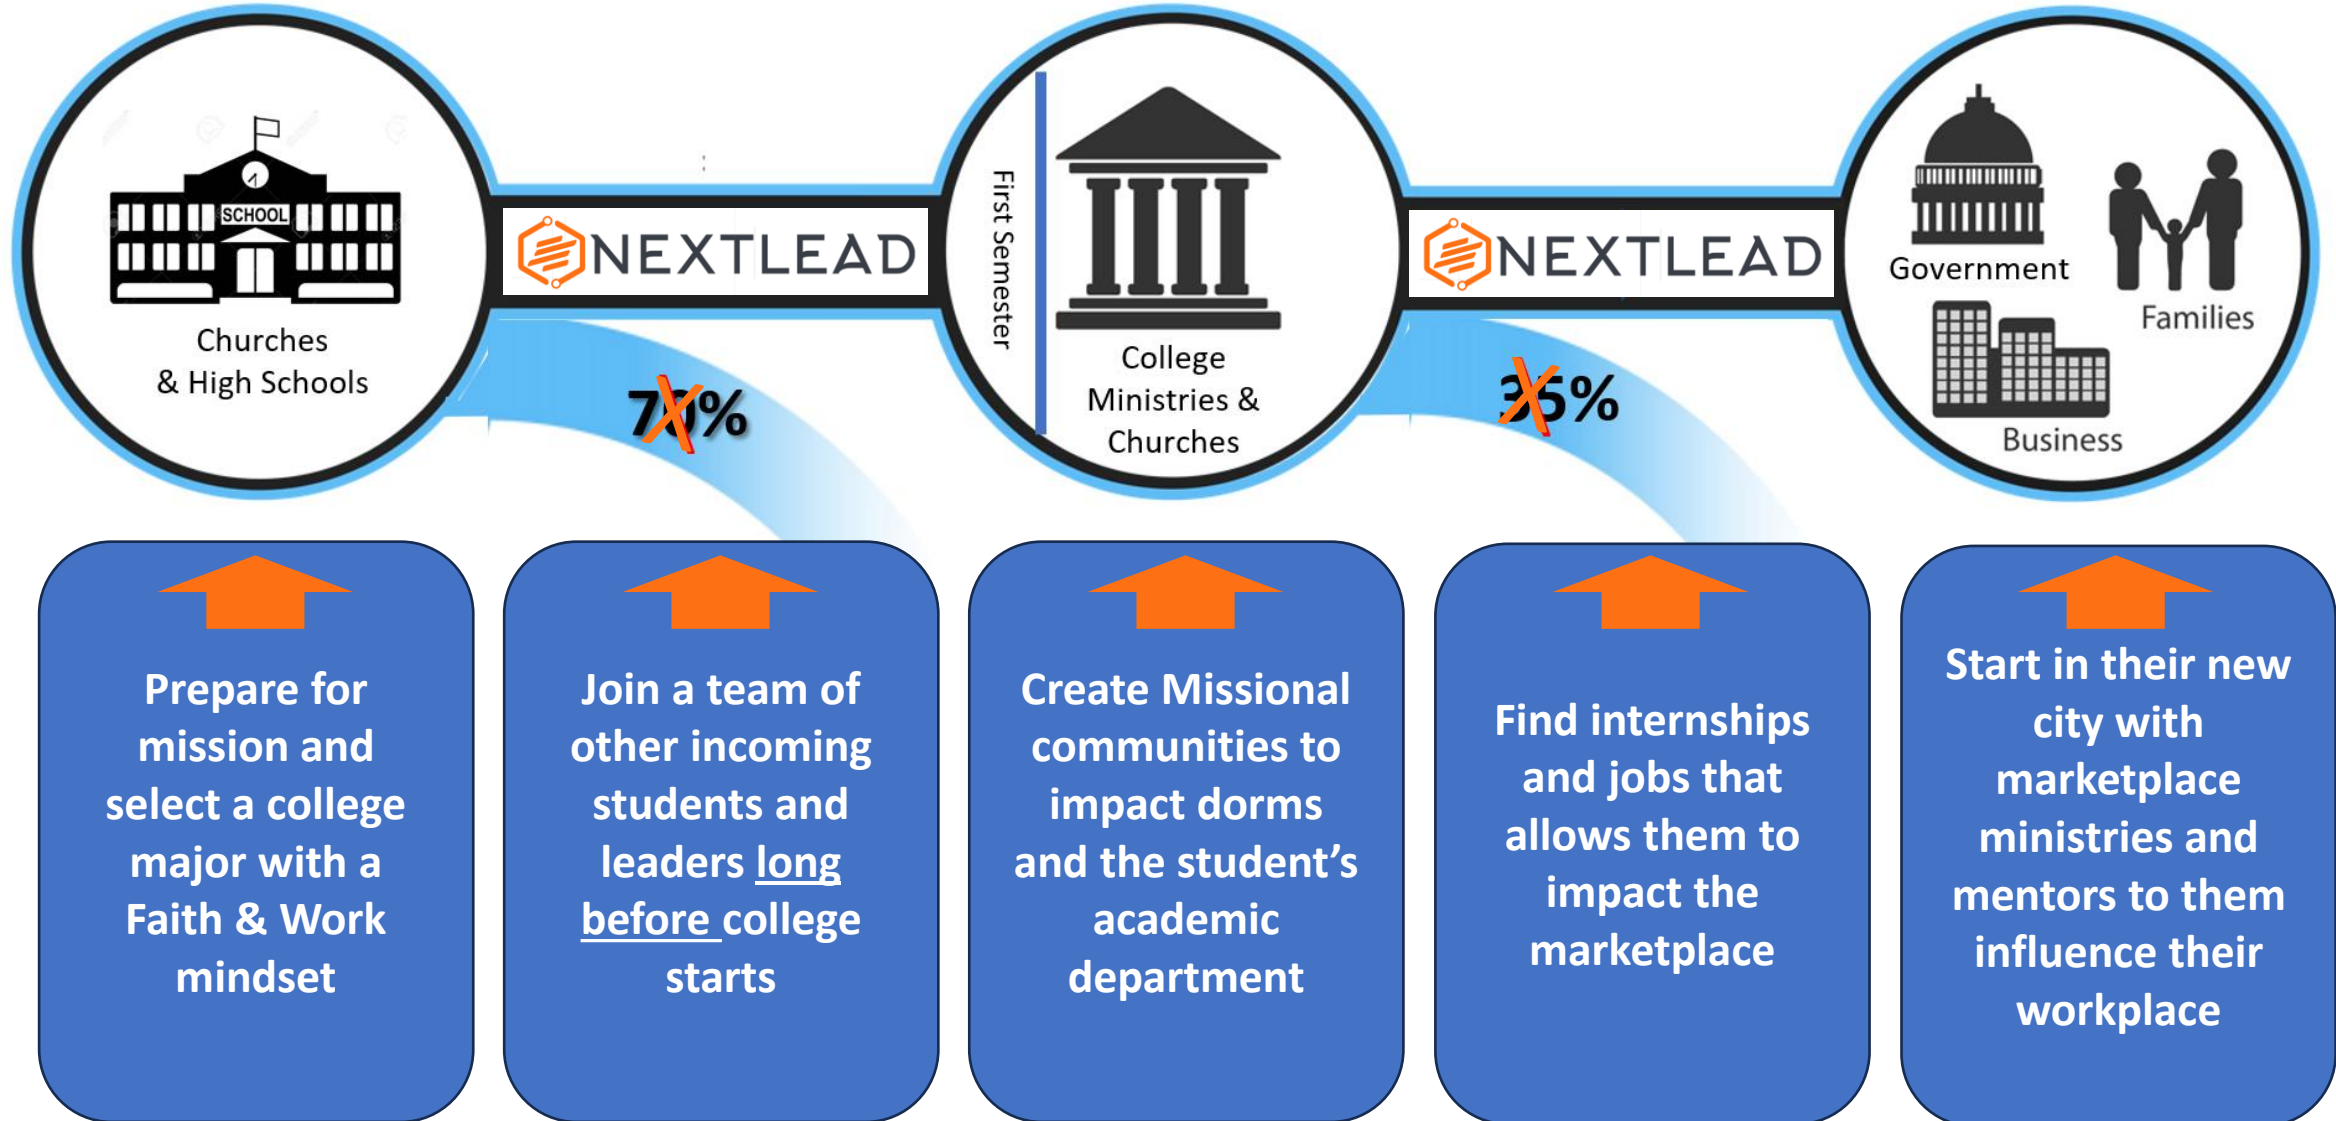 SCHOOL
Churches
& High Schools
NEXTLEAD
70%
First Semester
College
Ministries &
Churches
NEXTLEAD
35%
Government
Families
Business
Prepare for
mission and
select a college
major with a
Faith & Work
mindset
Join a team of
other incoming
students and
leaders long
before college
starts
Create Missional
communities to
impact dorms
and the student’s
academic
department
Find internships
and jobs that
allows them to
impact the
marketplace
Start in their new
city with
marketplace
ministries and
mentors to them
influence their
workplace